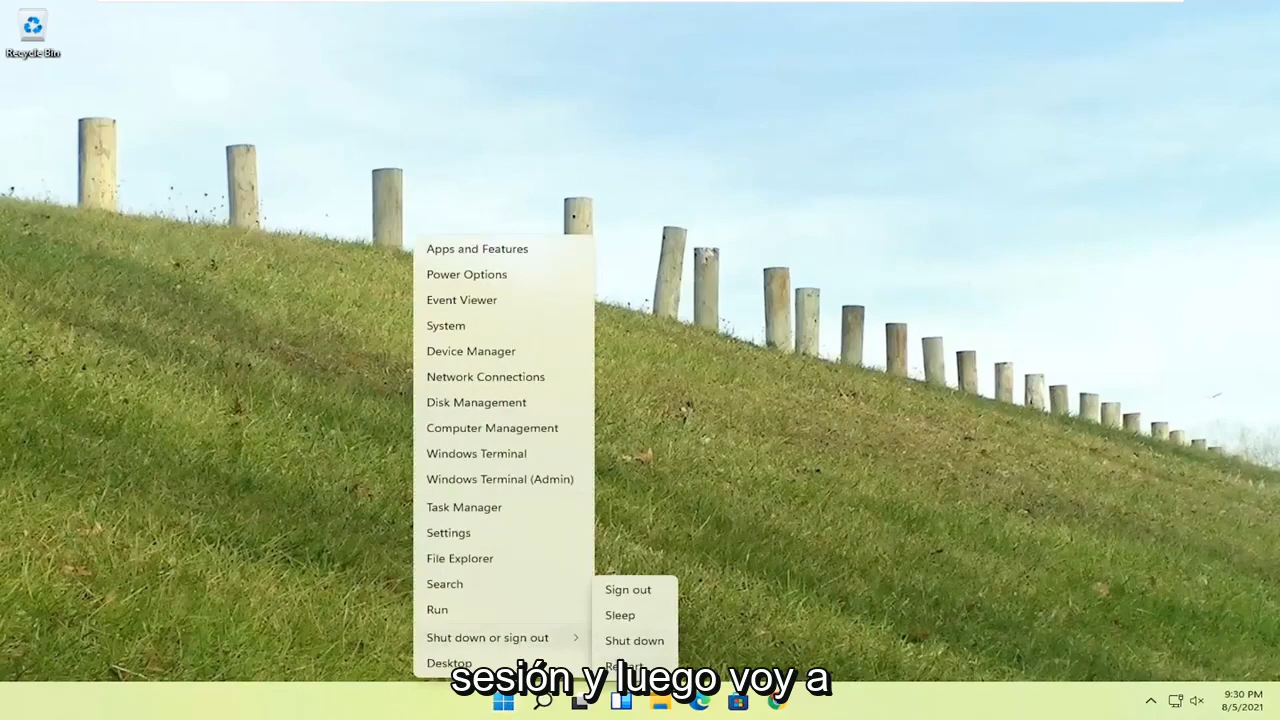 Recycle Bin
Apps and Features
Power Options
Event Viewer
System
Device Manager
Network Connections
Disk Management
Computer Management
Windows Terminal
Windows Terminal (Admin)
Task Manager
Settings
File Explorer
Search
Run
Shut down or sign out
Desktop
Sign out
Sleep
Shut down
Restart
sesión y luego voy a
9:30 PM
8/5/2021